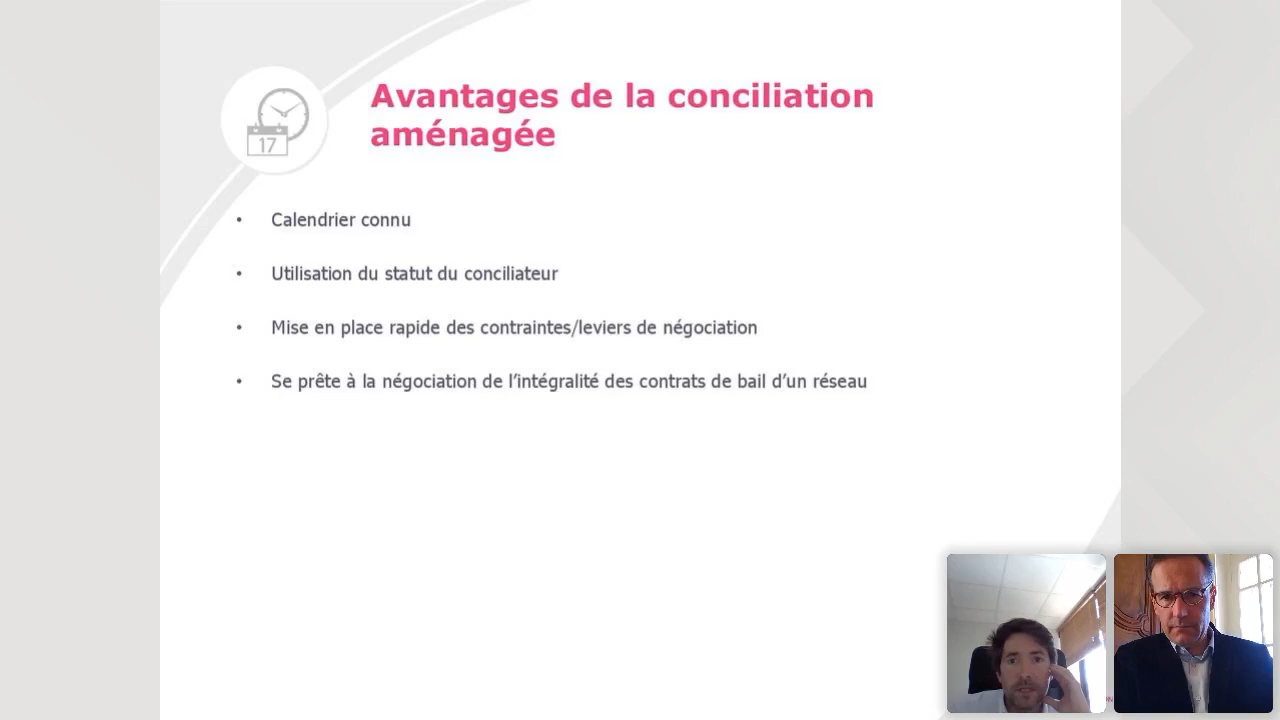 17
Avantages de la conciliation
aménagée
• Calendrier connu
• Utilisation du statut du conciliateur
• Mise en place rapide des contraintes/leviers de négociation
• Se prête à la négociation de l’intégralité des contrats de bail d’un réseau